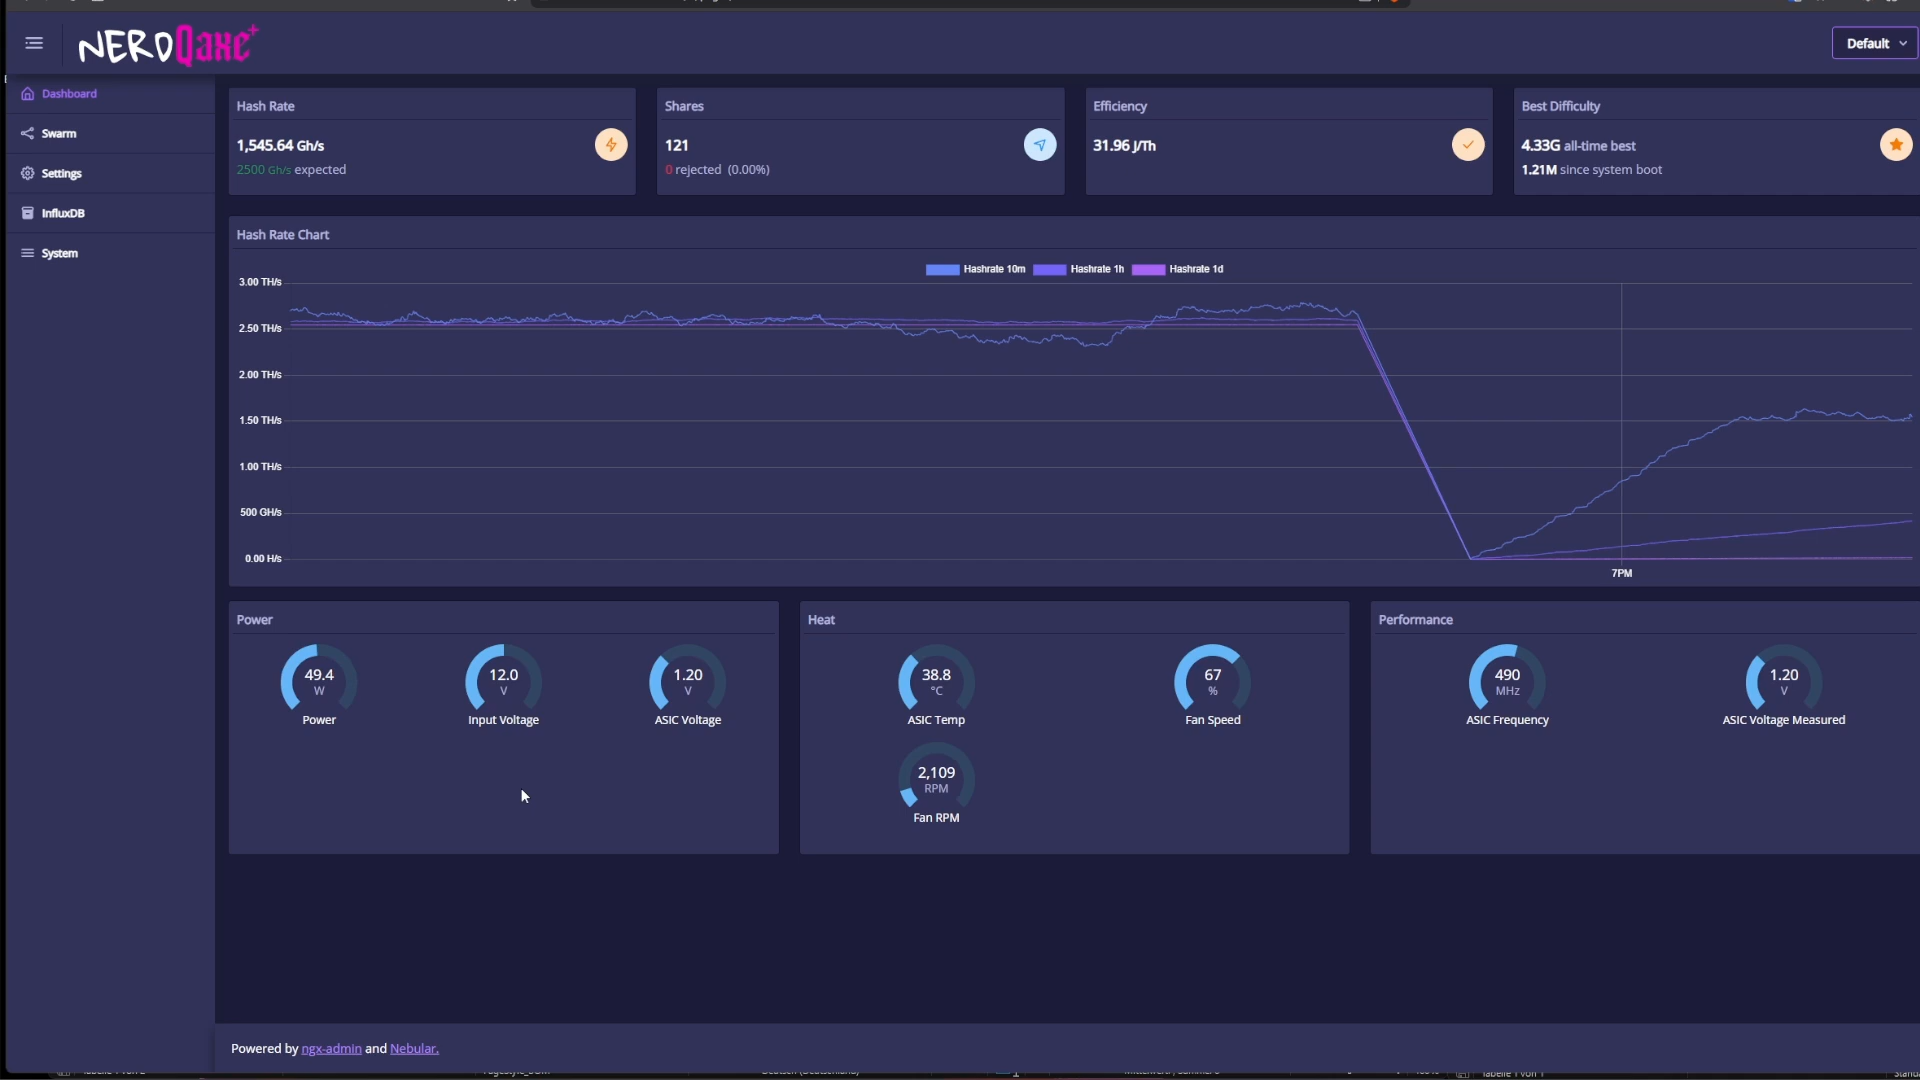 NERDQaxe+
Default
Dashboard
Swarm
Settings
InfluxDB
System
Hash Rate
1,545.64 Gh/s
2500 Gh/s expected
Shares
121
0 rejected (0.00%)
Efficiency
31.96 J/Th
Best Difficulty
4.33G all-time best
1.21M since system boot
Hash Rate Chart
Hashrate 10m Hashrate 1h Hashrate 1d
3.00 TH/s
2.50 TH/s
2.00 TH/s
1.50 TH/s
1.00 TH/s
500 GH/s
0.00 H/s
7PM
Power
49.4
W
Power
12.0
V
Input Voltage
1.20
V
ASIC Voltage
Heat
38.8
°C
ASIC Temp
67
%
Fan Speed
2,109
RPM
Fan RPM
Performance
490
MHz
ASIC Frequency
1.20
V
ASIC Voltage Measured
Powered by ngx-admin and Nebular.